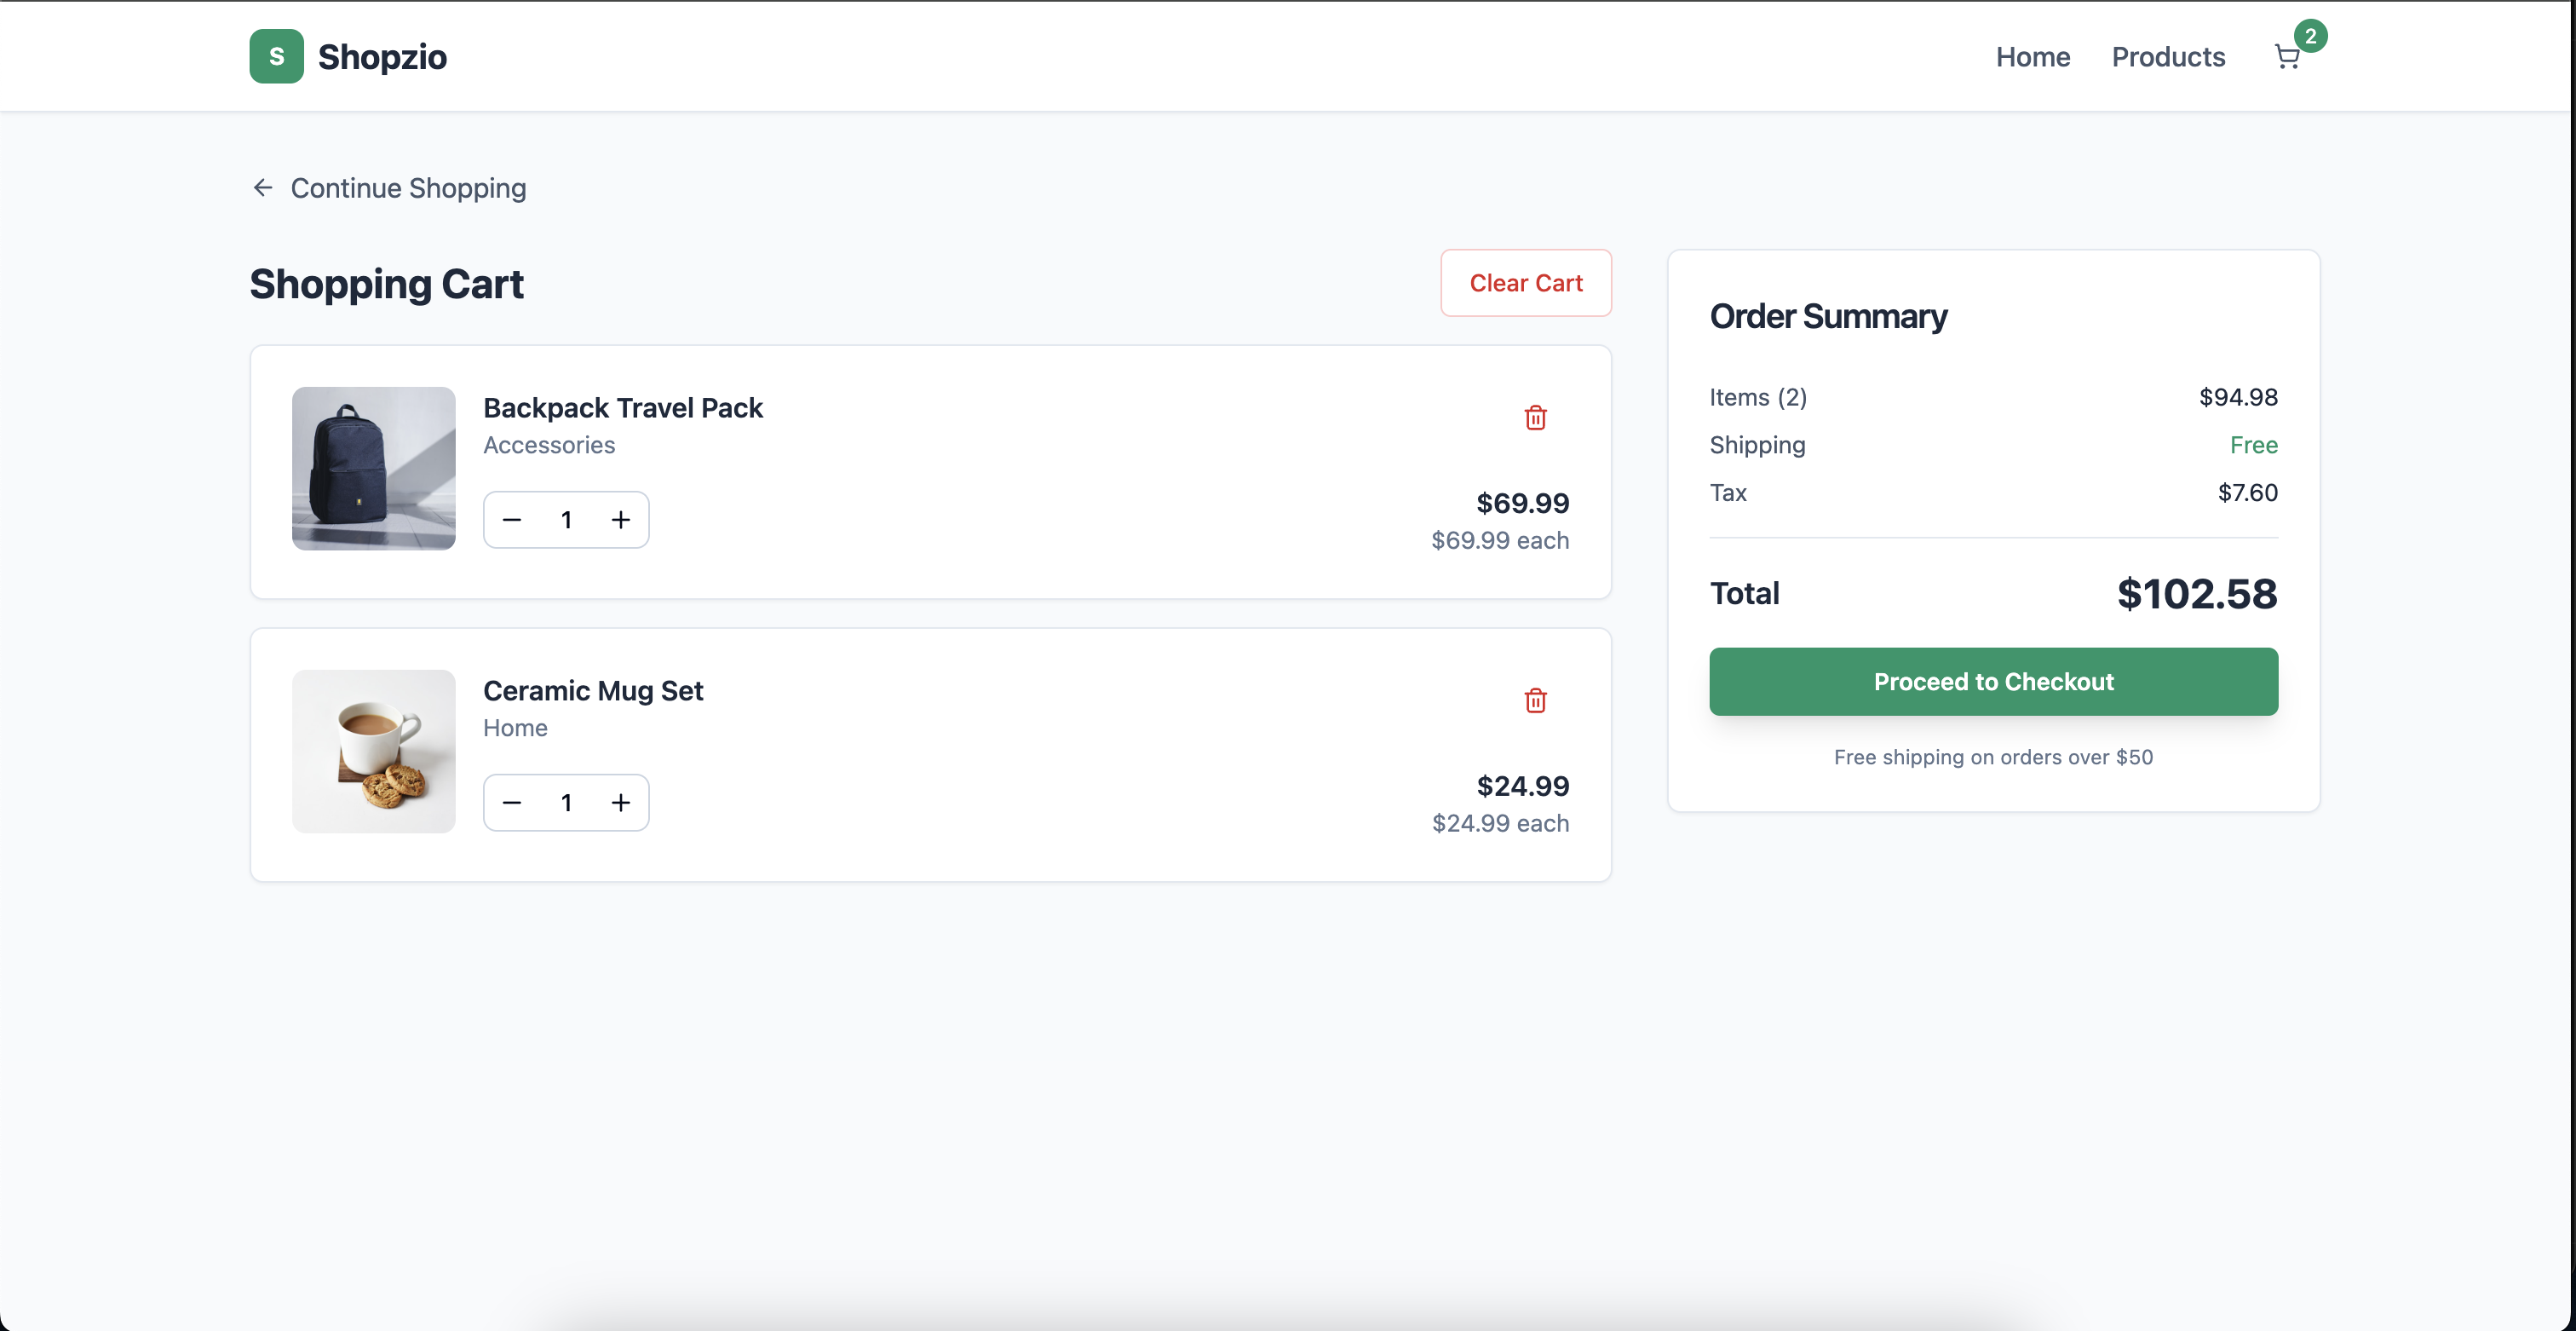 S Shopzio
Home Products 2
Continue Shopping
Shopping Cart
Clear Cart
Backpack Travel Pack
Accessories
1
$69.99
$69.99 each
Ceramic Mug Set
Home
1
$24.99
$24.99 each
Order Summary
Items (2) $94.98
Shipping Free
Tax $7.60
Total $102.58
Proceed to Checkout
Free shipping on orders over $50